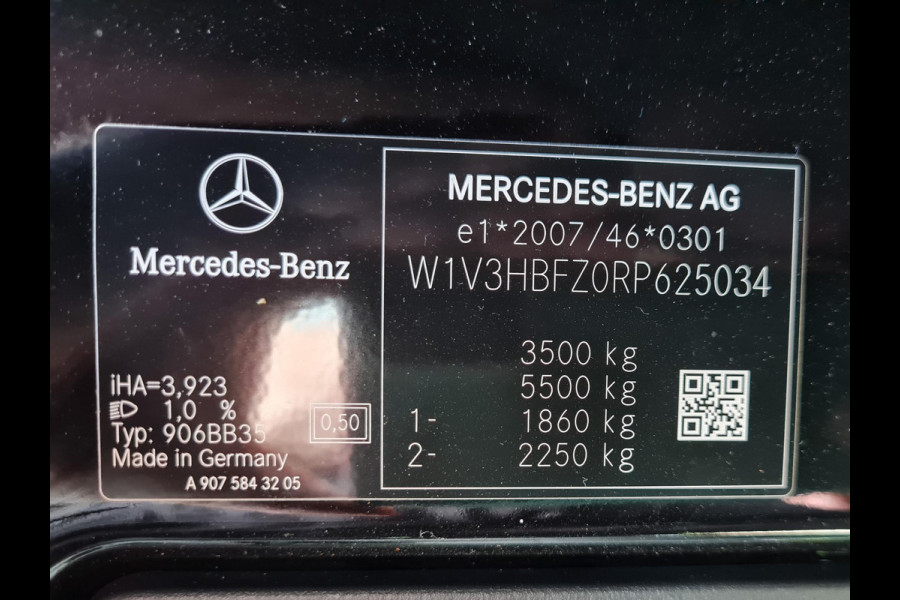 Mercedes-Benz
iHA=3,923
1,0 %
Typ: 906BB35
0,50
Made in Germany
A 907 584 32 05
MERCEDES-BENZ AG
e1*2007/46*0301
W1V3HBFZ0RP625034
3500 kg
5500 kg
1- 1860 kg
2- 2250 kg